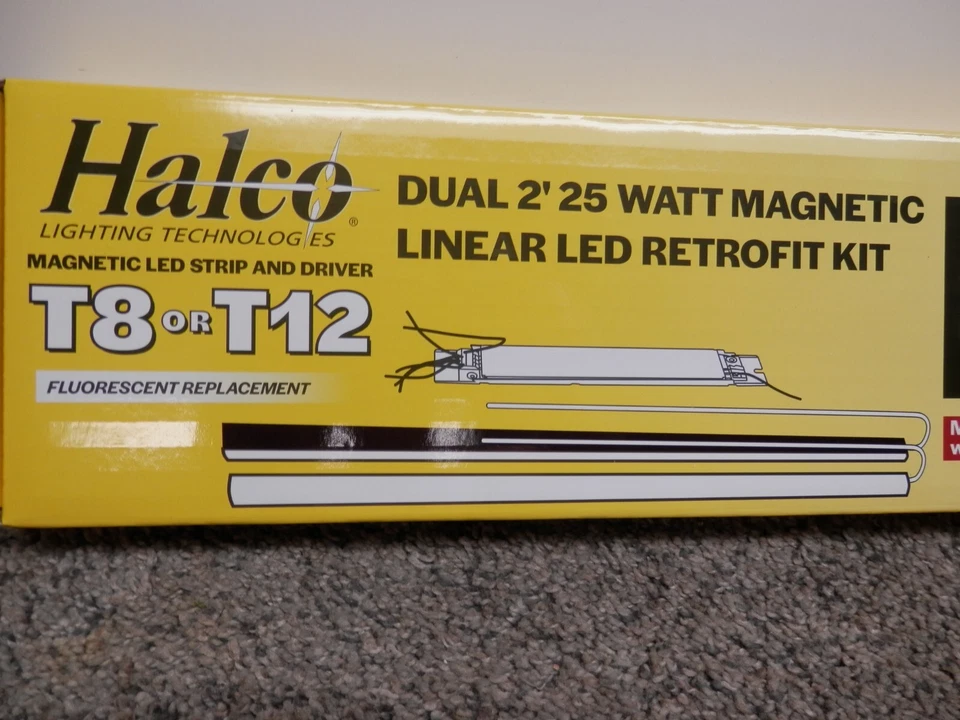 Halco®
LIGHTING TECHNOLOGIES
MAGNETIC LED STRIP AND DRIVER
T8 OR T12
FLUORESCENT REPLACEMENT
DUAL 2' 25 WATT MAGNETIC
LINEAR LED RETROFIT KIT